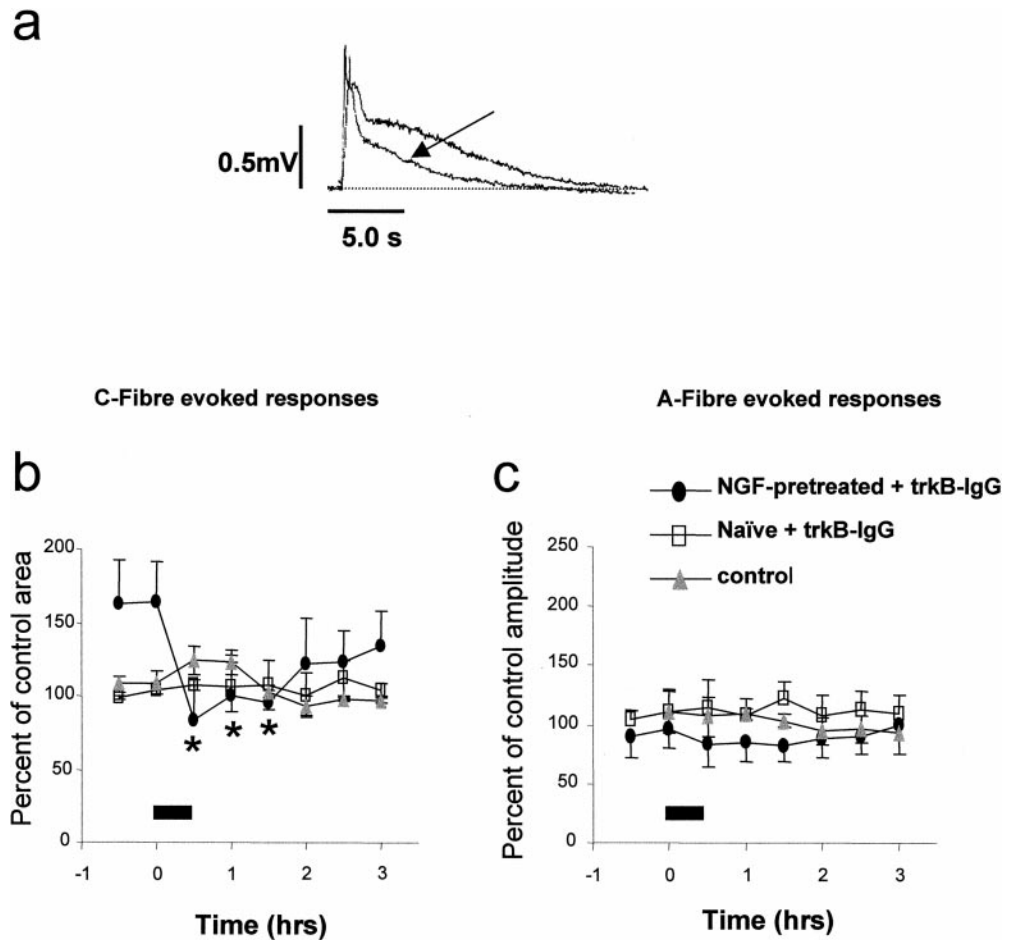 a
0.5mV
5.0 s
C-Fibre evoked responses
A-Fibre evoked responses
b
c
NGF-pretreated + trkB-IgG
Naïve + trkB-IgG
control
Percent of control area
200
150
100
50
0
* * *
-1 0 1 2 3
Time (hrs)
Percent of control amplitude
250
200
150
100
50
0
-1 0 1 2 3
Time (hrs)